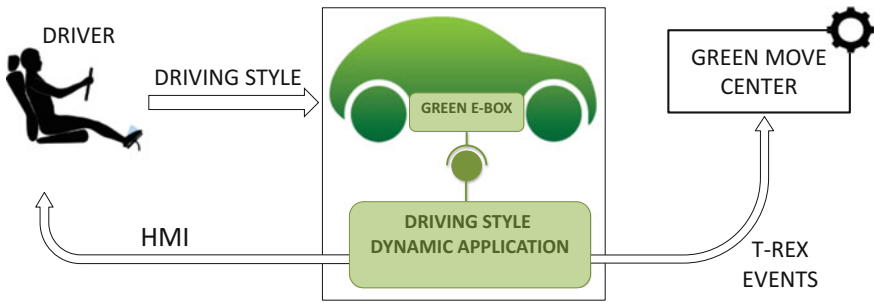 DRIVER
DRIVING STYLE
GREEN E-BOX
GREEN MOVE
CENTER
DRIVING STYLE
DYNAMIC APPLICATION
HMI
T-REX
EVENTS